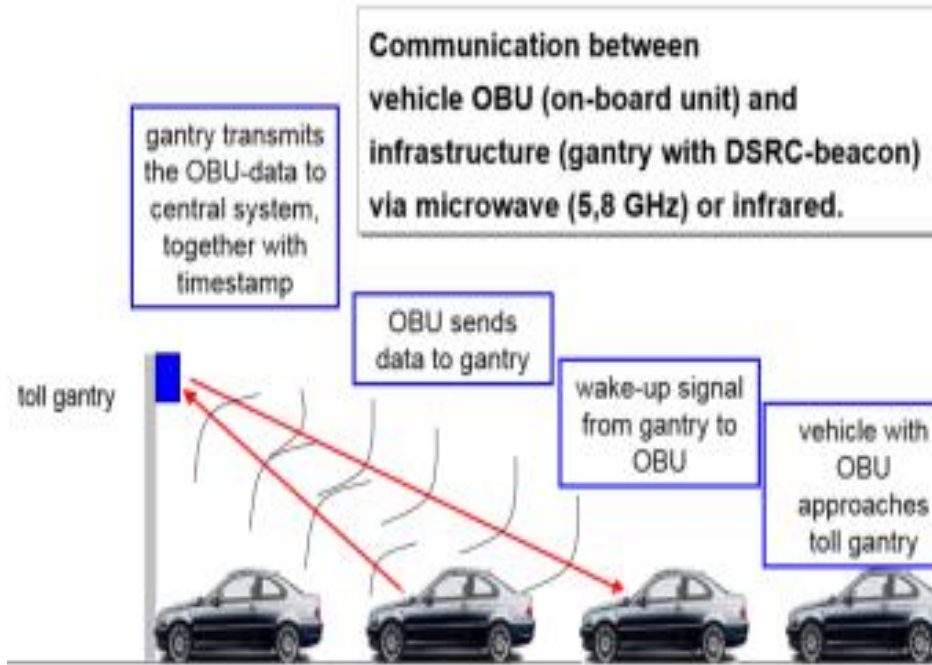 Communication between
vehicle OBU (on-board unit) and
infrastructure (gantry with DSRC-beacon)
via microwave (5,8 GHz) or infrared.
gantry transmits
the OBU-data to
central system,
together with
timestamp
OBU sends
data to gantry
wake-up signal
from gantry to
OBU
vehicle with
OBU
approaches
toll gantry
toll gantry